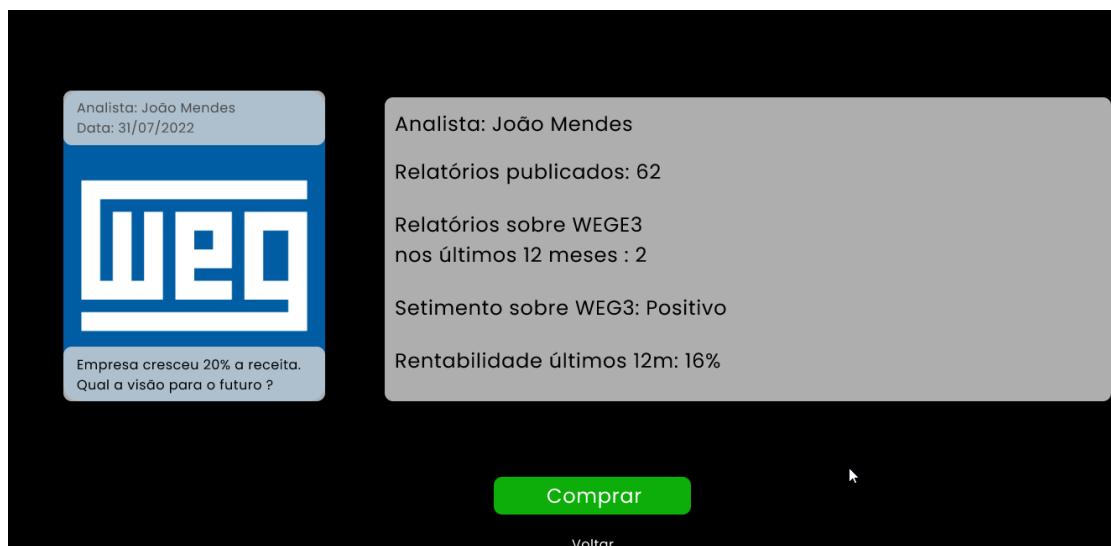 Analista: João Mendes
Data: 31/07/2022
weg
Empresa cresceu 20% a receita.
Qual a visão para o futuro ?
Analista: João Mendes
Relatórios publicados: 62
Relatórios sobre WEGE3
nos últimos 12 meses : 2
Setimento sobre WEG3: Positivo
Rentabilidade últimos 12m: 16%
Comprar
Voltar